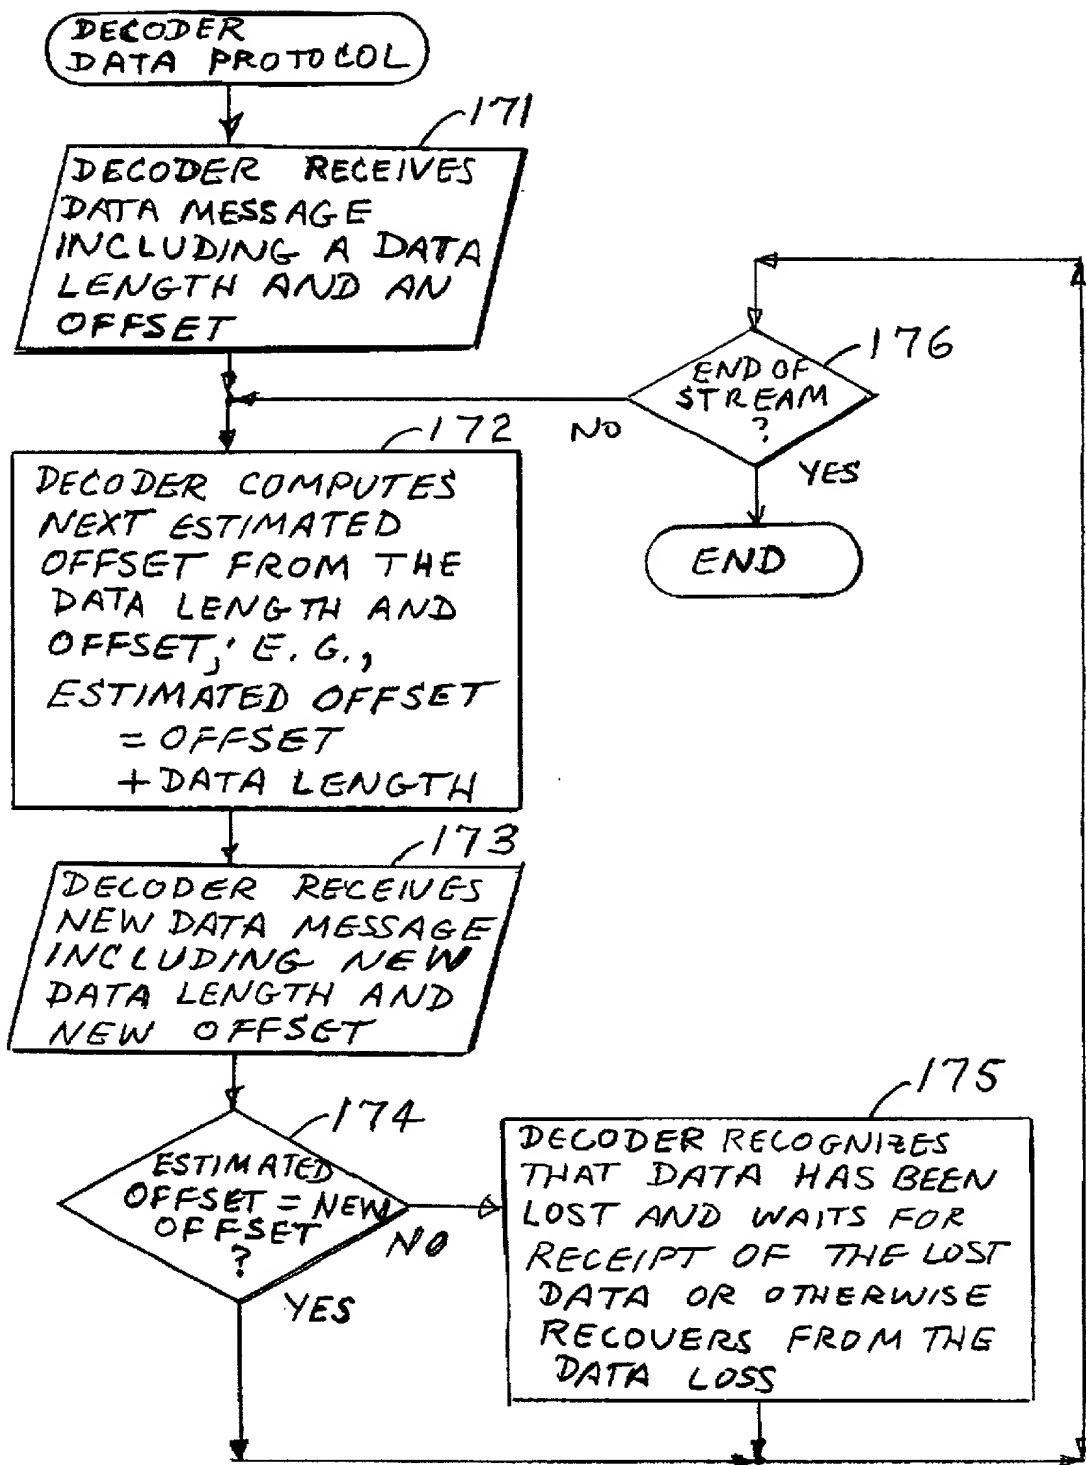 DECODER
DATA PROTOCOL
171
DECODER RECEIVES
DATA MESSAGE
INCLUDING A DATA
LENGTH AND AN
OFFSET
176
END OF
STREAM
?
NO
YES
END
172
DECODER COMPUTES
NEXT ESTIMATED
OFFSET FROM THE
DATA LENGTH AND
OFFSET; E.G.,
ESTIMATED OFFSET
= OFFSET
+ DATA LENGTH
173
DECODER RECEIVES
NEW DATA MESSAGE
INCLUDING NEW
DATA LENGTH AND
NEW OFFSET
174
ESTIMATED
OFFSET = NEW
OFFSET
?
NO
YES
175
DECODER RECOGNIZES
THAT DATA HAS BEEN
LOST AND WAITS FOR
RECEIPT OF THE LOST
DATA OR OTHERWISE
RECOVERS FROM THE
DATA LOSS